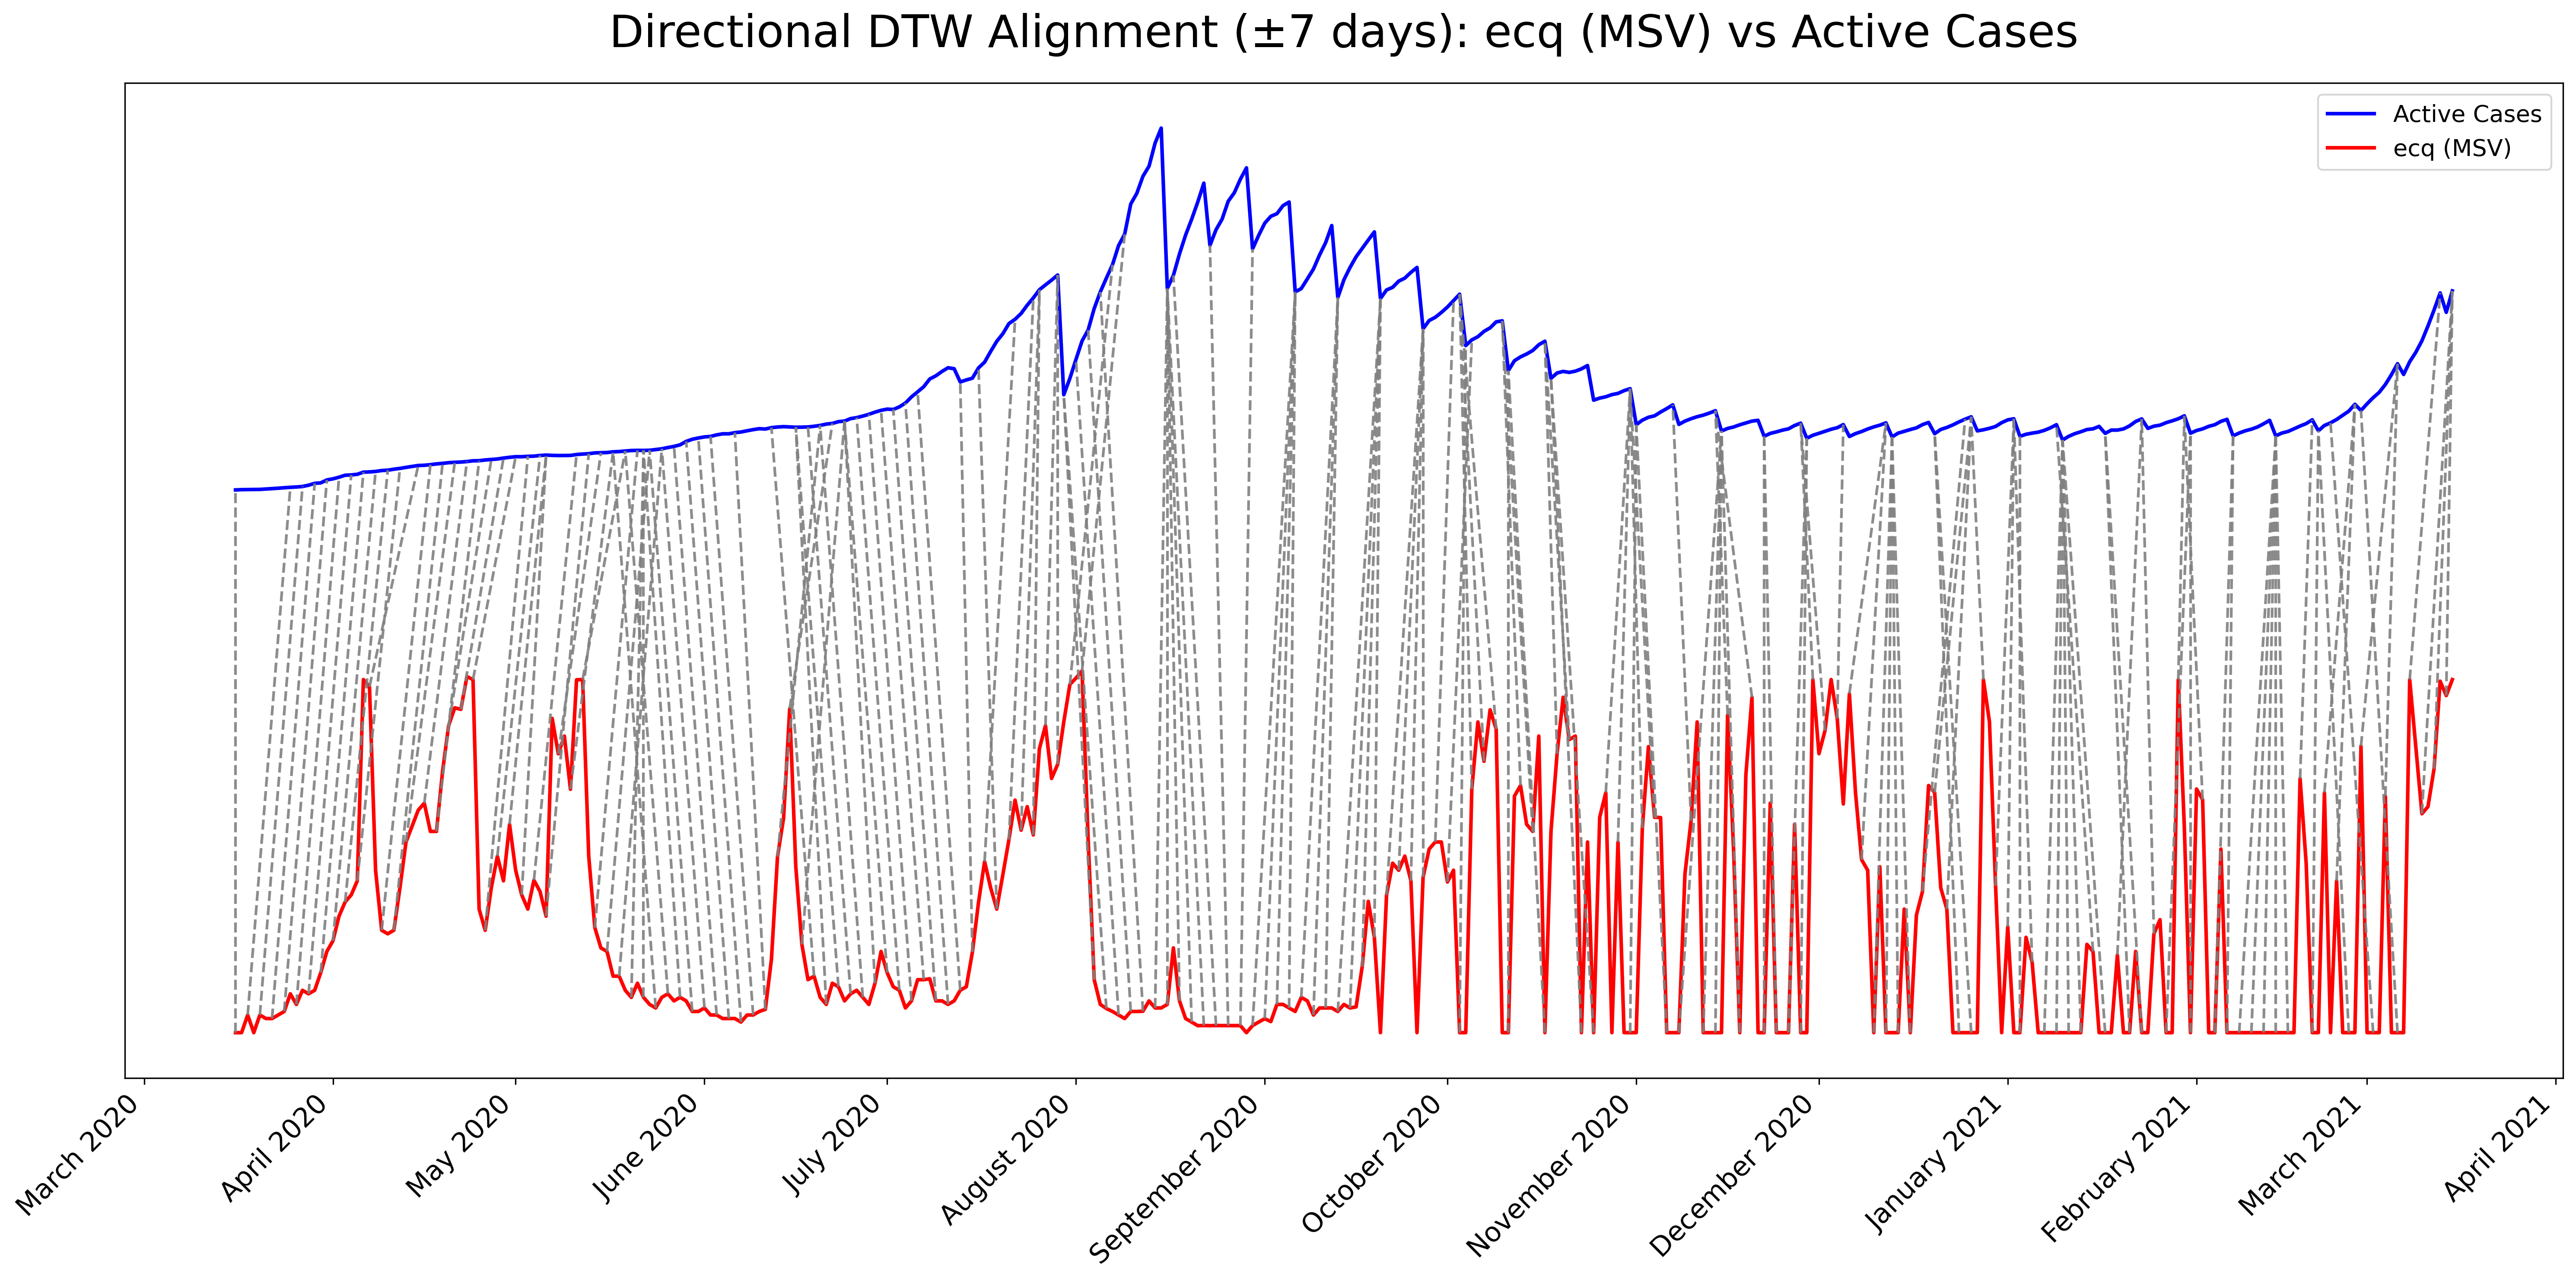 Directional DTW Alignment (±7 days): ecq (MSV) vs Active Cases
Active Cases
ecq (MSV)
March 2020
April 2020
May 2020
June 2020
July 2020
August 2020
September 2020
October 2020
November 2020
December 2020
January 2021
February 2021
March 2021
April 2021